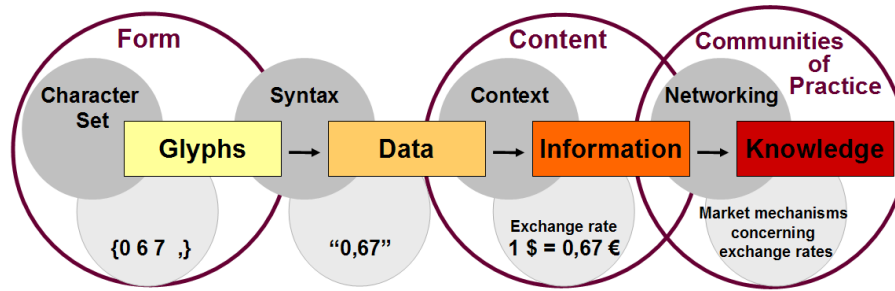 Form
Content
Communities
of
Practice
Character
Set
Syntax
Context
Networking
Glyphs
Data
Information
Knowledge
{0 6 7 ,}
“0,67”
Exchange rate
1 $ = 0,67 €
Market mechanisms
concerning
exchange rates